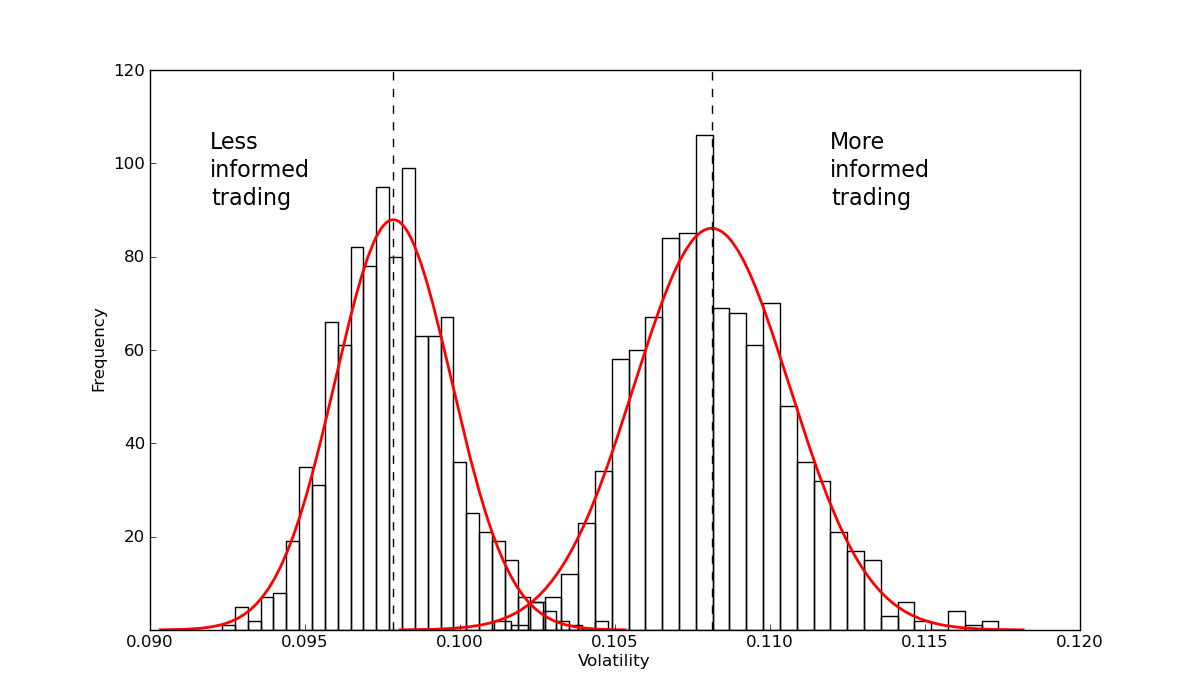 120
100
80
60
40
20
Frequency
Less
informed
trading
More
informed
trading
0.090 0.095 0.100 0.105 0.110 0.115 0.120
Volatility